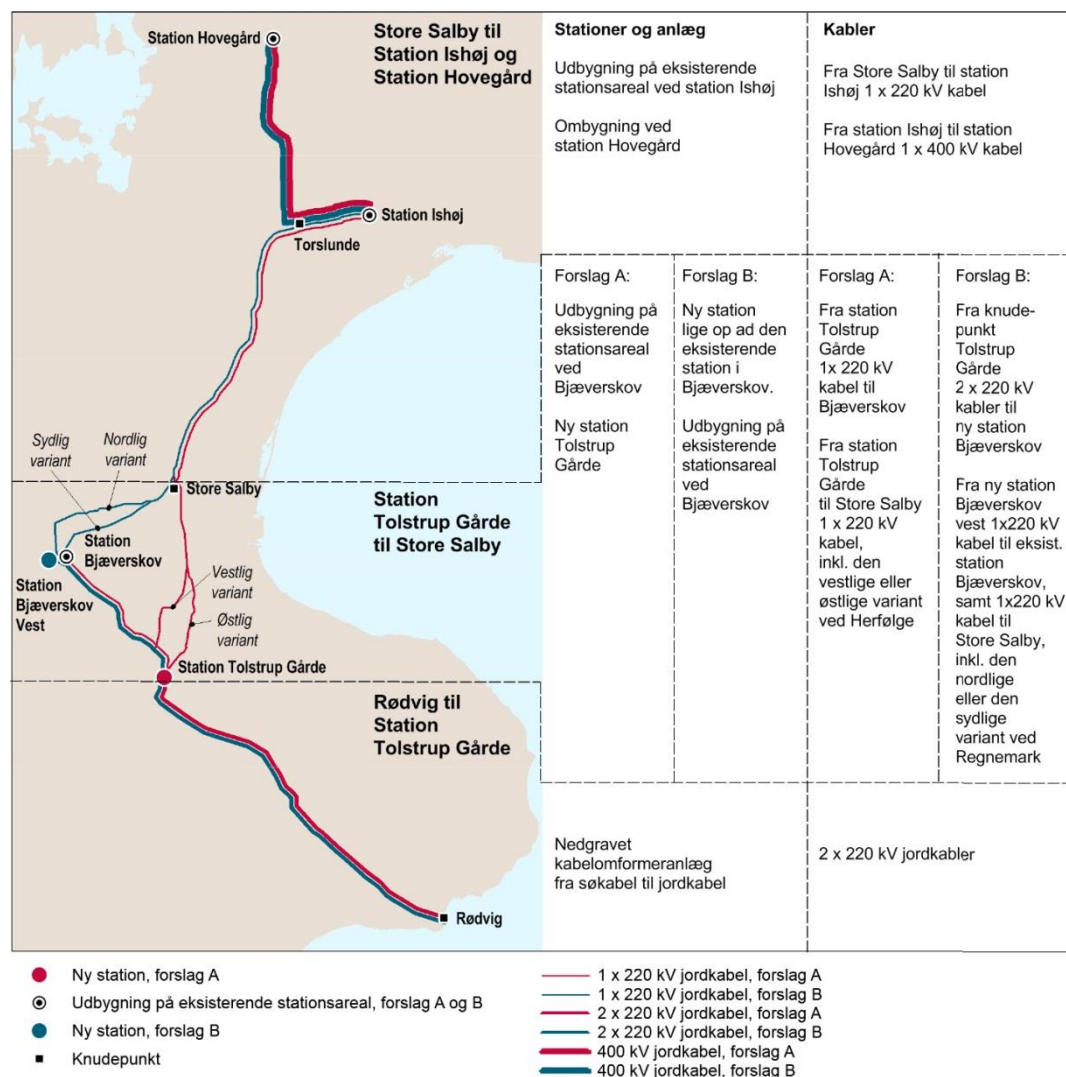 Station Hovegård
Store Salby til
Station Ishøj og
Station Hovegård
Station Ishøj
Torslunde
Sydlig
variant
Nordlig
variant
Store Salby
Station
Bjæverskov
Station
Bjæverskov
Vest
Station
Tolstrup Gårde
til Store Salby
Vestlig
variant
Østlig
variant
Station Tolstrup Gårde
Rødvig til
Station
Tolstrup Gårde
Rødvig
Stationer og anlæg
Udbygning på eksisterende
stationsareal ved station Ishøj
Ombygning ved
station Hovegård
Kabler
Fra Store Salby til station
Ishøj 1 x 220 kV kabel
Fra station Ishøj til station
Hovegård 1 x 400 kV kabel
Forslag A:
Udbygning på
eksisterende
stationsareal
ved
Bjæverskov
Ny station
Tolstrup
Gårde
Forslag B:
Ny station
lige op ad den
eksisterende
station i
Bjæverskov.
Udbygning på
eksisterende
stationsareal
ved
Bjæverskov
Forslag A:
Fra station
Tolstrup
Gårde
1x 220 kV
kabel til
Bjæverskov
Fra station
Tolstrup
Gårde
til Store Salby
1 x 220 kV
kabel,
inkl. den
vestlige eller
østlige variant
ved Herfølge
Forslag B:
Fra knude-
punkt
Tolstrup
Gårde
2 x 220 kV
kabler til
ny station
Bjæverskov
Fra ny station
Bjæverskov
vest 1x220 kV
kabel til eksist.
station
Bjæverskov,
samt 1x220 kV
kabel til
Store Salby,
inkl. den
nordlige
eller den
sydlige
variant ved
Regnemark
Nedgravet
kabelomformeranlæg
fra søkabel til jordkabel
2 x 220 kV jordkabler
Ny station, forslag A
Udbygning på eksisterende stationsareal, forslag A og B
Ny station, forslag B
Knudepunkt
1 x 220 kV jordkabel, forslag A
1 x 220 kV jordkabel, forslag B
2 x 220 kV jordkabel, forslag A
2 x 220 kV jordkabel, forslag B
400 kV jordkabel, forslag A
400 kV jordkabel, forslag B